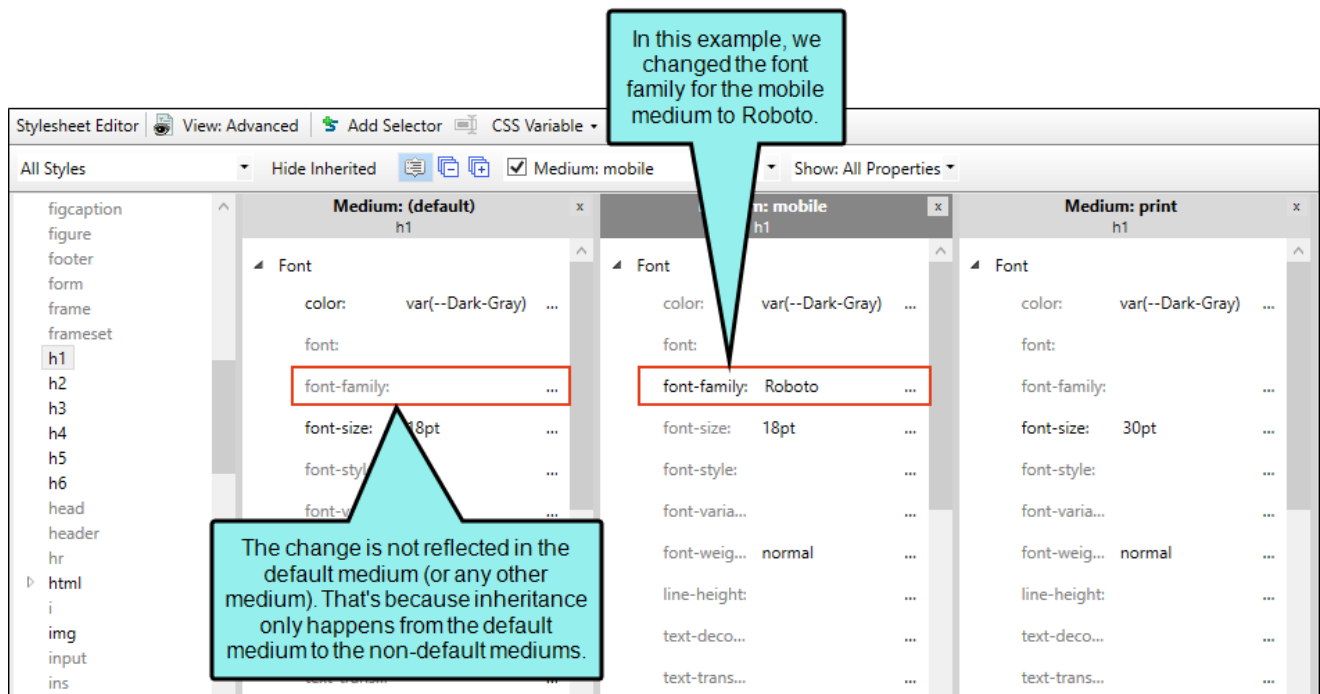 In this example, we
changed the font
family for the mobile
medium to Roboto.
Stylesheet Editor View: Advanced Add Selector CSS Variable
All Styles Hide Inherited Medium: mobile Show: All Properties
figcaption
figure
footer
form
frame
frameset
h1
h2
h3
h4
h5
h6
head
header
hr
html
i
img
input
ins
Medium: (default) x
h1
Font
color: var(--Dark-Gray) ...
font:
font-family: ...
font-size: 18pt ...
...
The change is not reflected in the
default medium (or any other
medium). That's because inheritance
only happens from the default
medium to the non-default mediums.
mobile x
h1
Font
color: var(--Dark-Gray) ...
font:
font-family: Roboto ...
font-size: 18pt ...
font-style: ...
font-varia... ...
font-weig... normal ...
line-height: ...
text-deco... ...
text-trans... ...
Medium: print x
h1
Font
color: var(--Dark-Gray) ...
font:
font-family: ...
font-size: 30pt ...
font-style: ...
font-varia... ...
font-weig... normal ...
line-height: ...
text-deco... ...
text-trans... ...